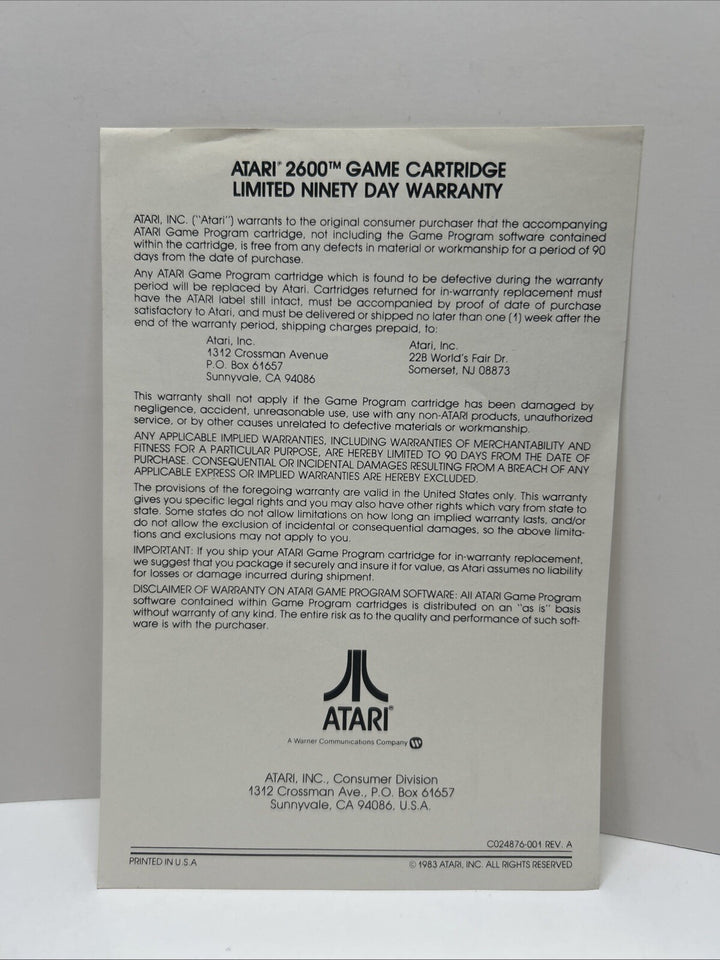 ATARI® 2600™ GAME CARTRIDGE
LIMITED NINETY DAY WARRANTY
ATARI, INC. ("Atari") warrants to the original consumer purchaser that the accompanying
ATARI Game Program cartridge, not including the Game Program software contained
within the cartridge, is free from any defects in material or workmanship for a period of 90
days from the date of purchase.
Any ATARI Game Program cartridge which is found to be defective during the warranty
period will be replaced by Atari. Cartridges returned for in-warranty replacement must
have the ATARI label still intact, must be accompanied by proof of date of purchase
satisfactory to Atari, and must be delivered or shipped no later than one (1) week after the
end of the warranty period, shipping charges prepaid, to:
Atari, Inc.
1312 Crossman Avenue
P.O. Box 61657
Sunnyvale, CA 94086
Atari, Inc.
22B World's Fair Dr.
Somerset, NJ 08873
This warranty shall not apply if the Game Program cartridge has been damaged by
negligence, accident, unreasonable use, use with any non-ATARI products, unauthorized
service, or by other causes unrelated to defective materials or workmanship.
ANY APPLICABLE IMPLIED WARRANTIES, INCLUDING WARRANTIES OF MERCHANTABILITY AND
FITNESS FOR A PARTICULAR PURPOSE, ARE HEREBY LIMITED TO 90 DAYS FROM THE DATE OF
PURCHASE. CONSEQUENTIAL OR INCIDENTAL DAMAGES RESULTING FROM A BREACH OF ANY
APPLICABLE EXPRESS OR IMPLIED WARRANTIES ARE HEREBY EXCLUDED.
The provisions of the foregoing warranty are valid in the United States only. This warranty
gives you specific legal rights and you may also have other rights which vary from state to
state. Some states do not allow limitations on how long an implied warranty lasts, and/or
do not allow the exclusion of incidental or consequential damages, so the above limita-
tions and exclusions may not apply to you.
IMPORTANT: If you ship your ATARI Game Program cartridge for in-warranty replacement,
we suggest that you package it securely and insure it for value, as Atari assumes no liability
for losses or damage incurred during shipment.
DISCLAIMER OF WARRANTY ON ATARI GAME PROGRAM SOFTWARE: All ATARI Game Program
software contained within Game Program cartridges is distributed on an "as is" basis
without warranty of any kind. The entire risk as to the quality and performance of such soft-
ware is with the purchaser.
ATARI®
A Warner Communications Company
ATARI, INC., Consumer Division
1312 Crossman Ave., P.O. Box 61657
Sunnyvale, CA 94086, U.S.A.
C024876-001 REV. A
PRINTED IN U.S.A
© 1983 ATARI, INC. ALL RIGHTS RESERVED